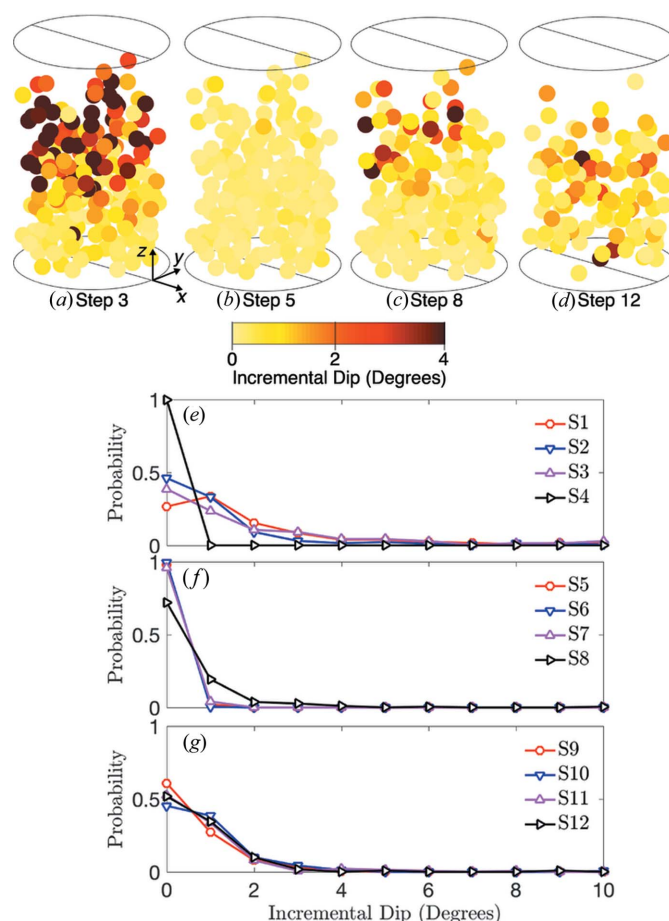 z
y
x
(a) Step 3
(b) Step 5
(c) Step 8
(d) Step 12
0
2
4
Incremental Dip (Degrees)
(e)
1
0.5
0
Probability
S1
S2
S3
S4
(f)
1
0.5
0
Probability
S5
S6
S7
S8
(g)
1
0.5
0
Probability
S9
S10
S11
S12
0 2 4 6 8 10
Incremental Dip (Degrees)